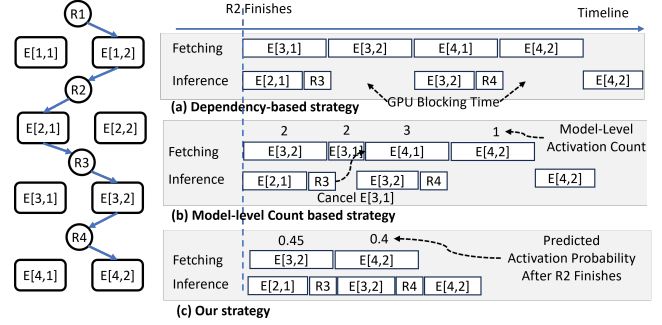 R1
E[1,1]
E[1,2]
R2
E[2,1]
E[2,2]
R3
E[3,1]
E[3,2]
R4
E[4,1]
E[4,2]
R2 Finishes
Timeline
Fetching
E[3,1]
E[3,2]
E[4,1]
E[4,2]
Inference
E[2,1]
R3
E[3,2]
R4
E[4,2]
GPU Blocking Time
(a) Dependency-based strategy
2
2
3
1
Model-Level
Activation Count
Fetching
E[3,2]
E[3,1]
E[4,1]
E[4,2]
Inference
E[2,1]
R3
E[3,2]
R4
E[4,2]
Cancel E[3,1]
(b) Model-level Count based strategy
0.45
0.4
Predicted
Activation Probability
After R2 Finishes
Fetching
E[3,2]
E[4,2]
Inference
E[2,1]
R3
E[3,2]
R4
E[4,2]
(c) Our strategy